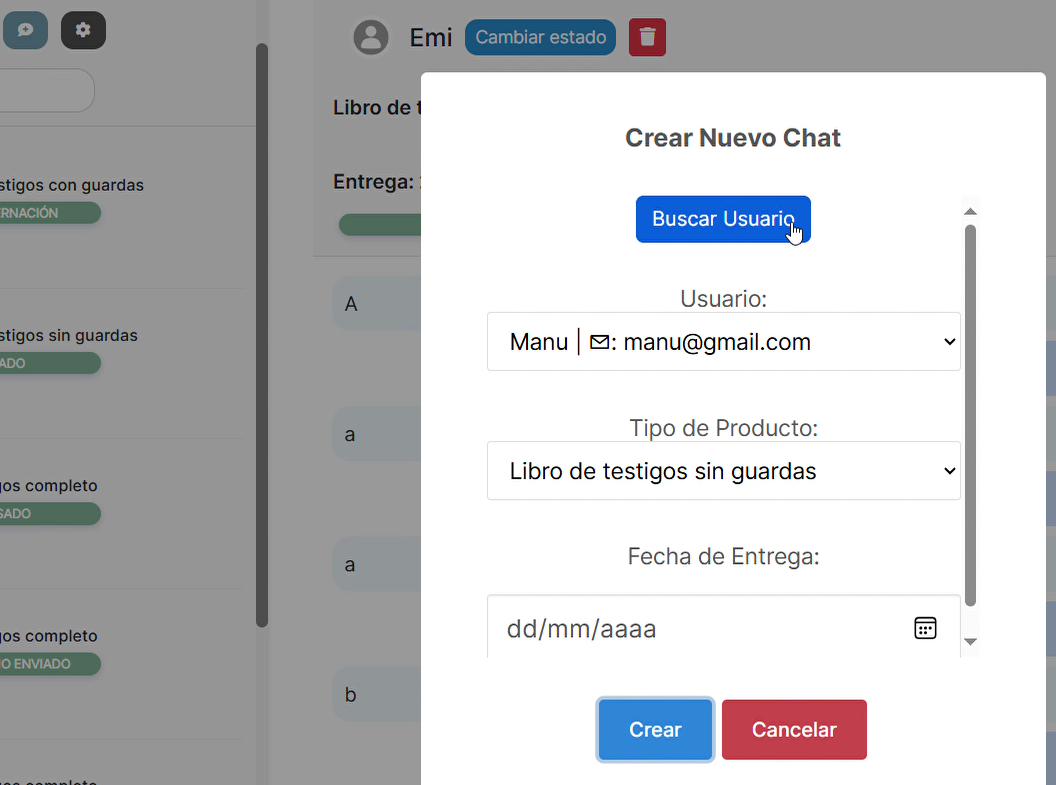 Emi
Cambiar estado
Libro de
Entrega:
stigos con guardas
RNACIÓN
stigos sin guardas
ADO
gos completo
SADO
gos completo
O ENVIADO
A
a
a
b
Crear Nuevo Chat
Buscar Usuario
Usuario:
Manu | : manu@gmail.com
Tipo de Producto:
Libro de testigos sin guardas
Fecha de Entrega:
dd/mm/aaaa
Crear
Cancelar